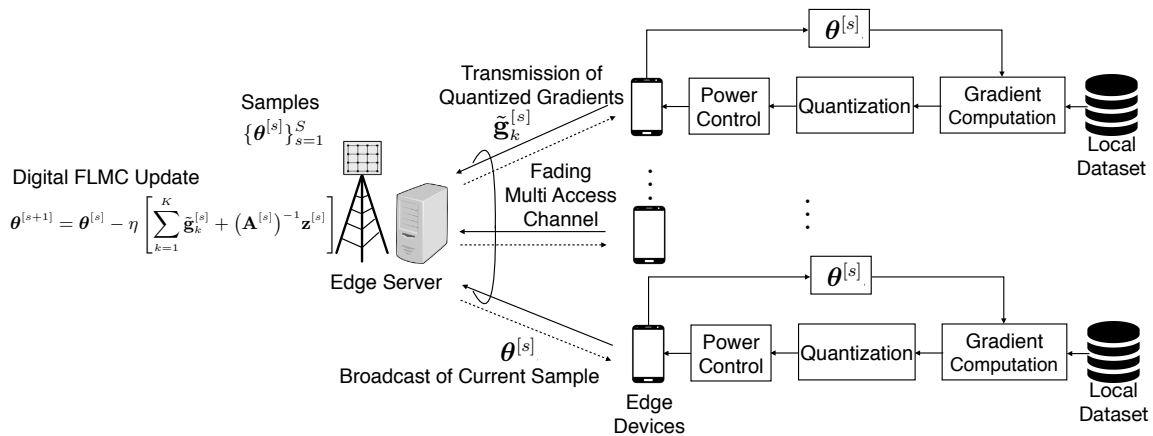 θ^{[s]}
Transmission of
Quantized Gradients
g̃_k^{[s]}
Samples
{θ^{[s]}}_{s=1}^{S}
Power
Control
Quantization
Gradient
Computation
Local
Dataset
Digital FLMC Update
θ^{[s+1]} = θ^{[s]} − η [ ∑_{k=1}^{K} g̃_k^{[s]} + (A^{[s]})^{−1} z^{[s]} ]
Fading
Multi Access
Channel
Edge Server
θ^{[s]}
Broadcast of Current Sample
θ^{[s]}
Power
Control
Quantization
Gradient
Computation
Local
Dataset
Edge
Devices